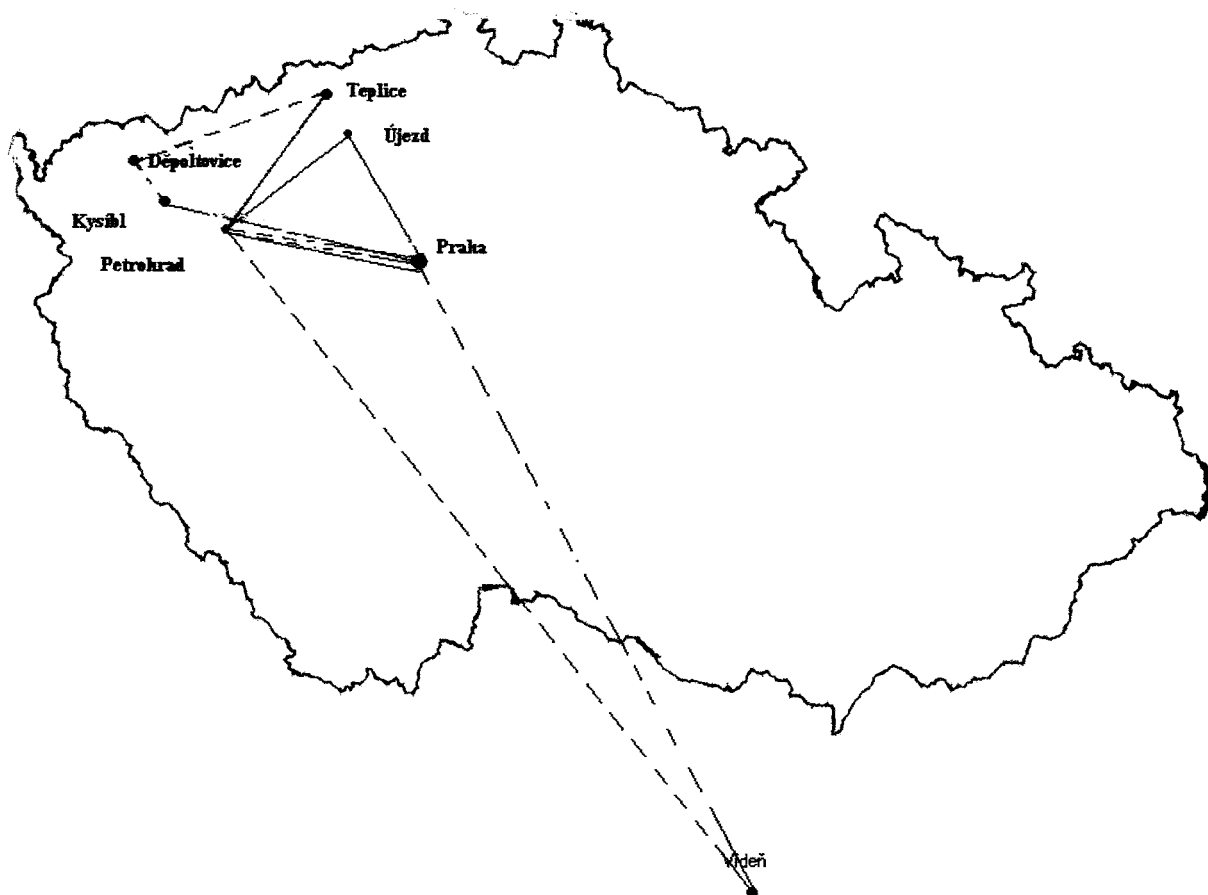 Teplice
Újezd
Děpoltovice
Kysibl
Praha
Petrohrad
Vídeň